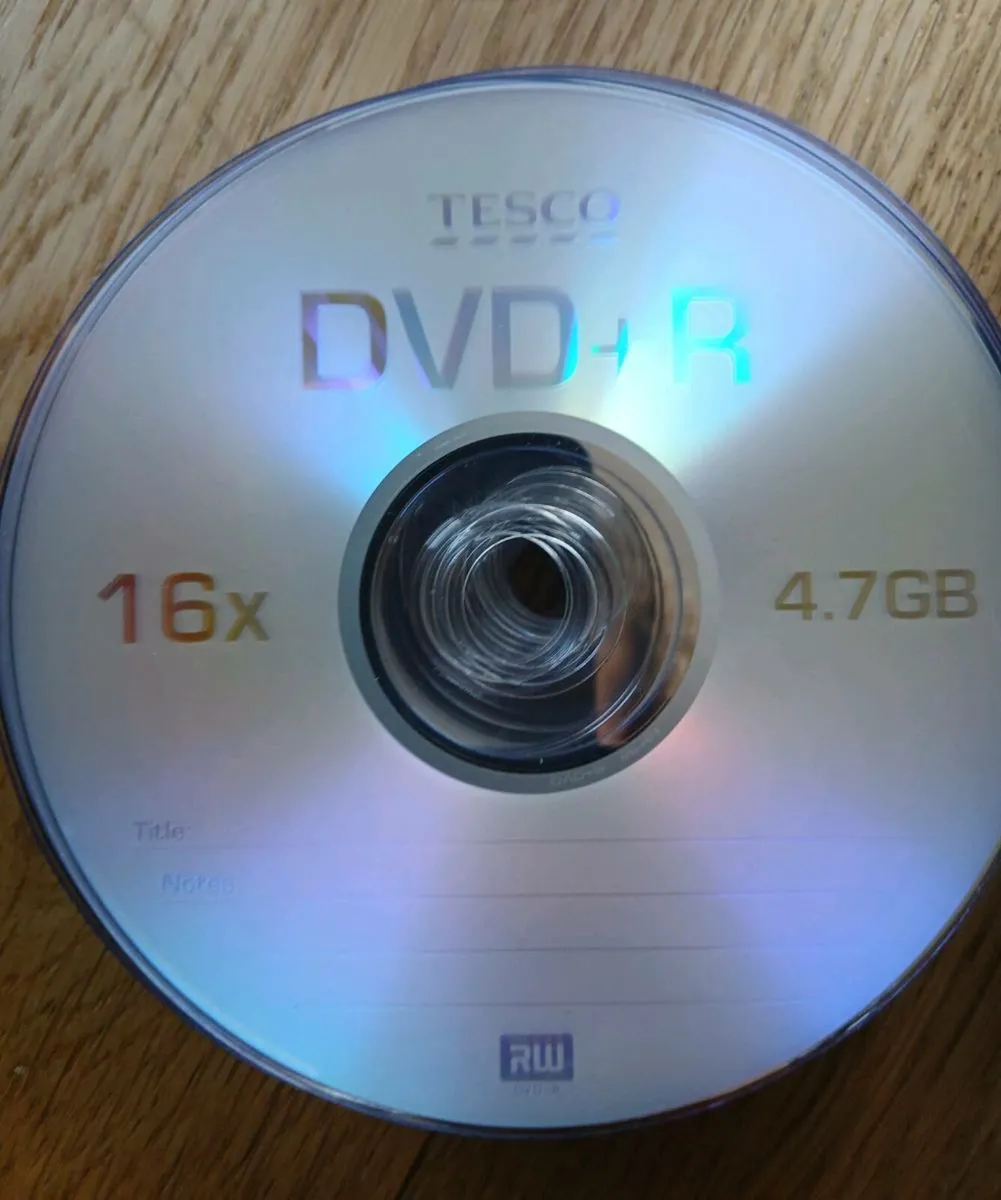 TESCO
DVD+R
16x 4.7GB
Title:
Notes
RW